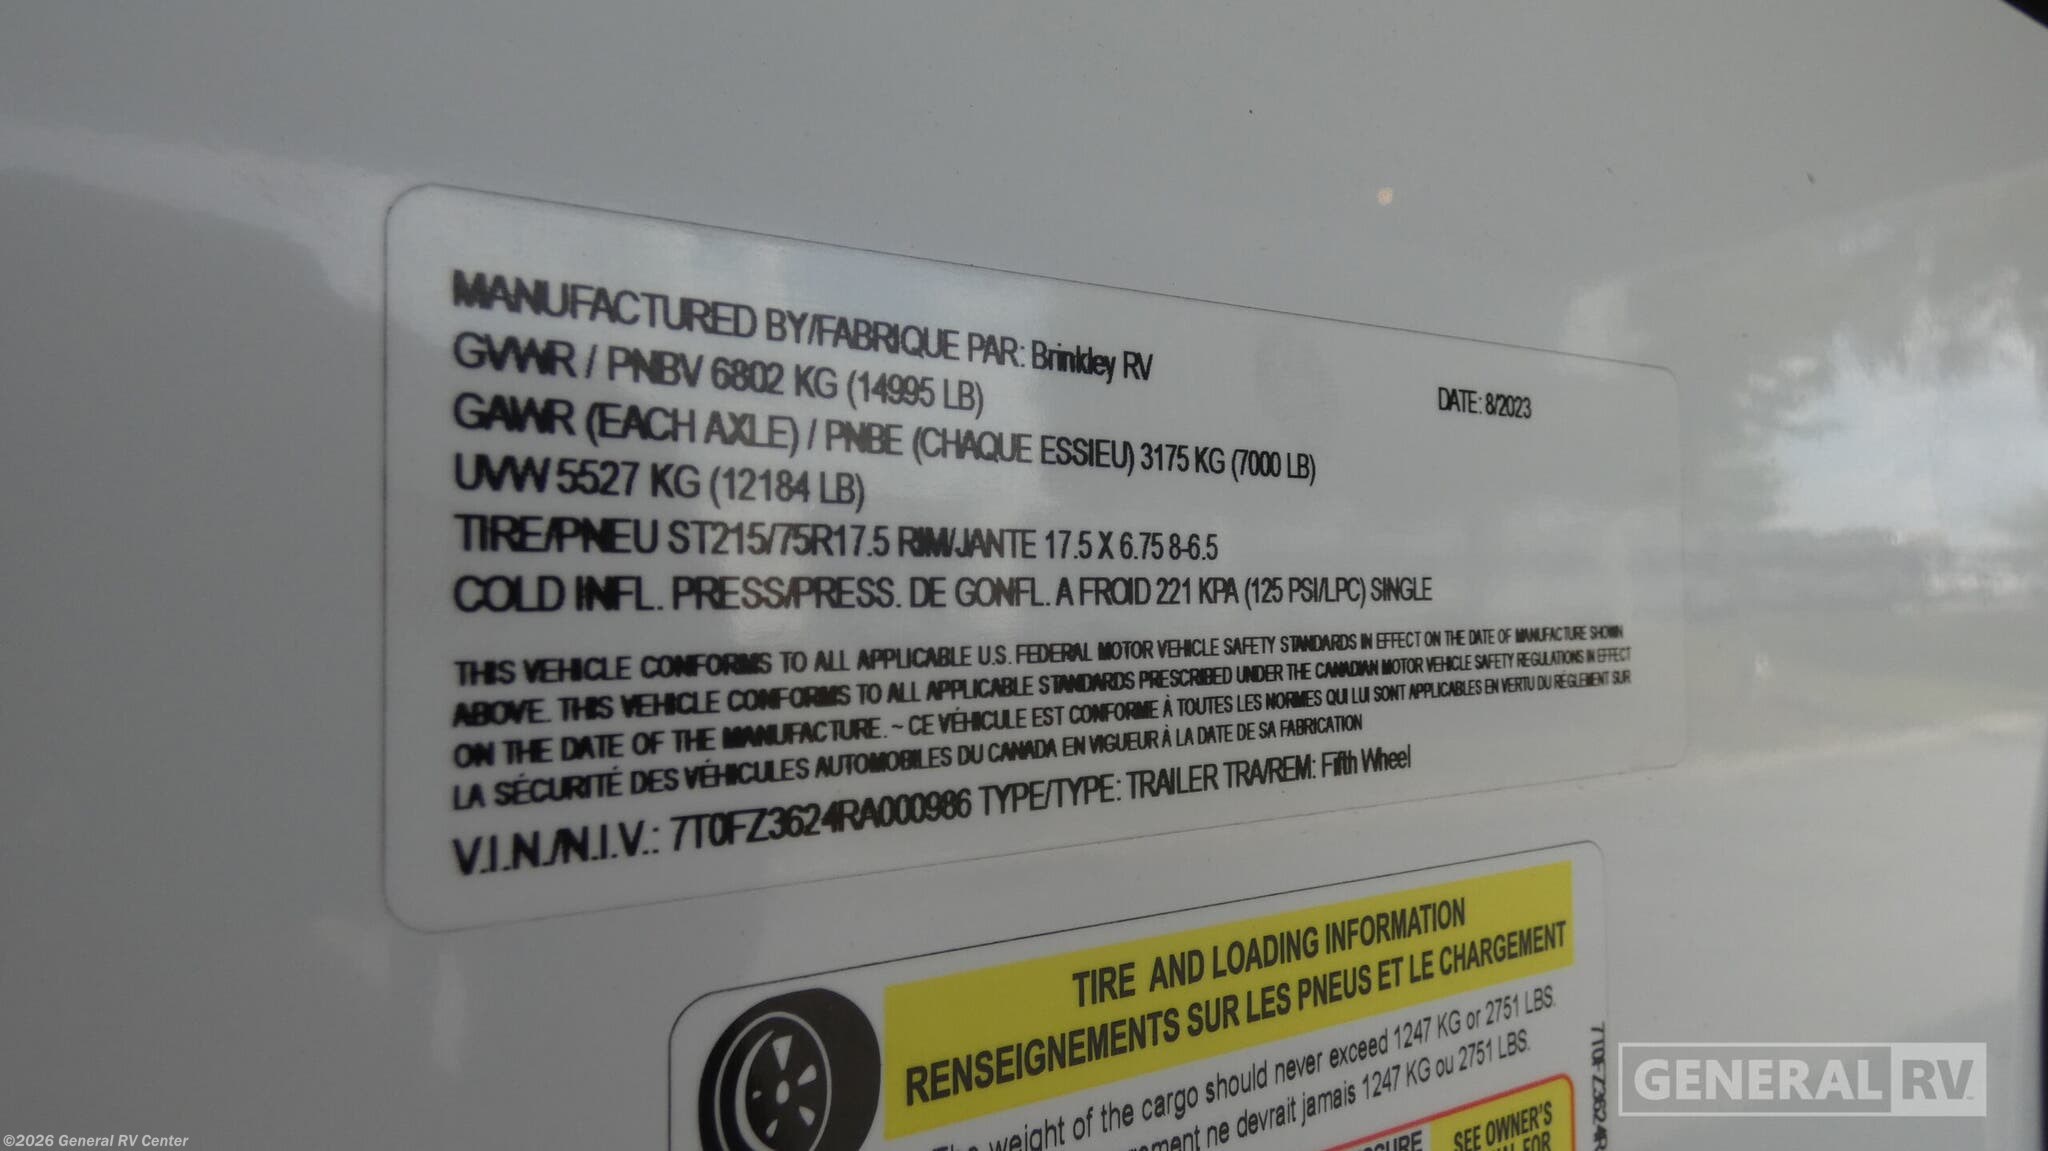 MANUFACTURED BY/FABRIQUE PAR: Brinkley RV
GVWR / PNBV 6802 KG (14995 LB)
DATE: 8/2023
GAWR (EACH AXLE) / PNBE (CHAQUE ESSIEU) 3175 KG (7000 LB)
UVW 5527 KG (12184 LB)
TIRE/PNEU ST215/75R17.5 RIM/JANTE 17.5 X 6.75 8-6.5
COLD INFL. PRESS/PRESS. DE GONFL. A FROID 221 KPA (125 PSI/LPC) SINGLE
THIS VEHICLE CONFORMS TO ALL APPLICABLE U.S. FEDERAL MOTOR VEHICLE SAFETY STANDARDS IN EFFECT ON THE DATE OF MANUFACTURE SHOWN
ABOVE. THIS VEHICLE CONFORMS TO ALL APPLICABLE STANDARDS PRESCRIBED UNDER THE CANADIAN MOTOR VEHICLE SAFETY REGULATIONS IN EFFECT
ON THE DATE OF THE MANUFACTURE. ~ CE VÉHICULE EST CONFORME À TOUTES LES NORMES QUI LUI SONT APPLICABLES EN VERTU DU RÉGLEMENT SUR
LA SÉCURITÉ DES VÉHICULES AUTOMOBILES DU CANADA EN VIGUEUR À LA DATE DE SA FABRICATION
V.I.N./N.I.V.: 7T0FZ3624RA000986 TYPE/TYPE: TRAILER TRA/REM: Fifth Wheel
TIRE AND LOADING INFORMATION
RENSEIGNEMENTS SUR LES PNEUS ET LE CHARGEMENT
The weight of the cargo should never exceed 1247 KG or 2751 LBS.
ne devrait jamais 1247 KG ou 2751 LBS.
SEE OWNER'S
FOR
7T0FZ3624R
GENERAL RV
©2026 General RV Center